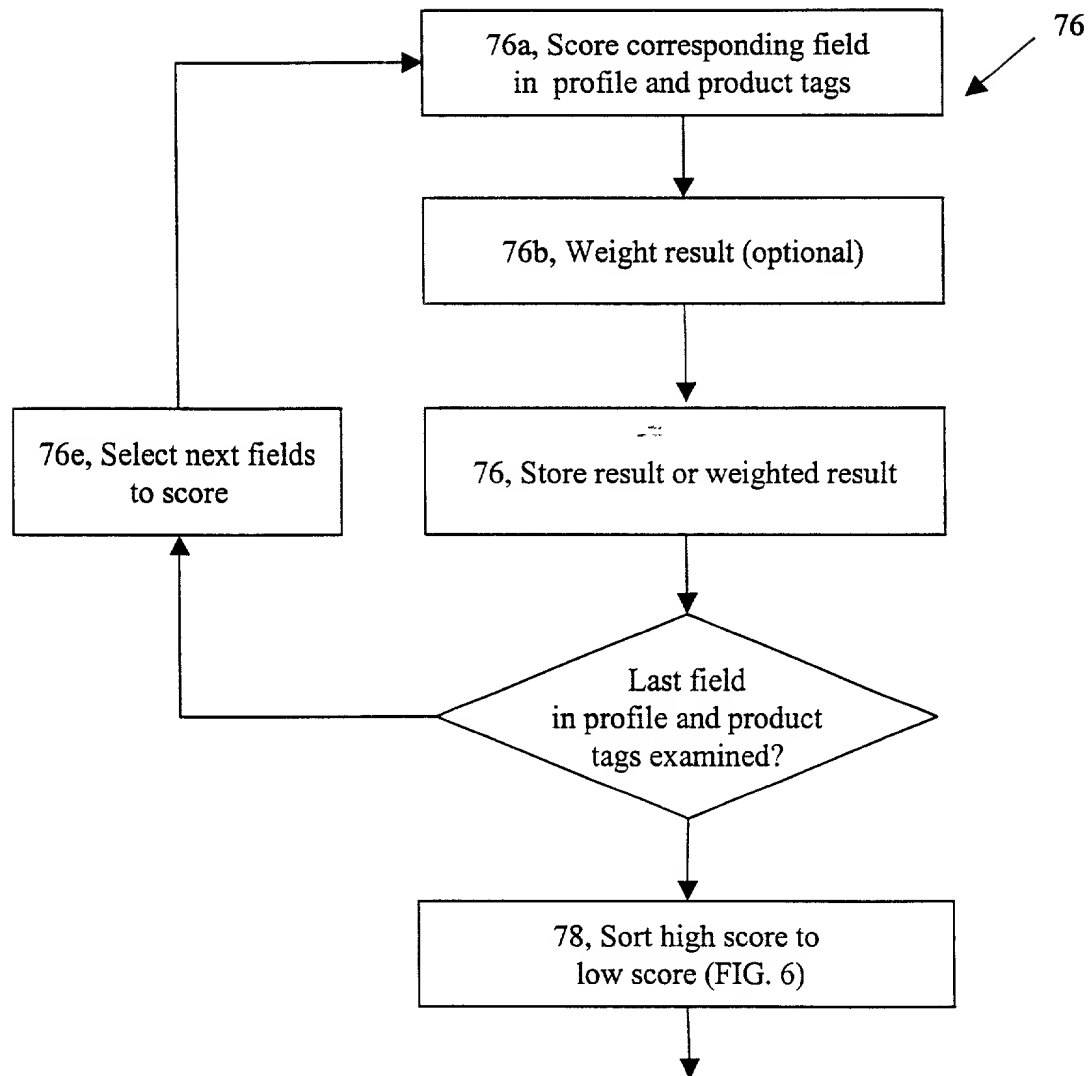 76
76a, Score corresponding field
in profile and product tags
76b, Weight result (optional)
76e, Select next fields
to score
76, Store result or weighted result
Last field
in profile and product
tags examined?
78, Sort high score to
low score (FIG. 6)